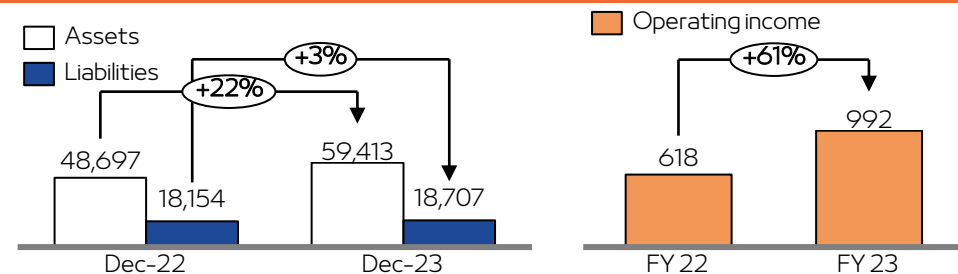 Assets
Liabilities
+3%
+22%
48,697
18,154
59,413
18,707
Dec-22
Dec-23
Operating income
+61%
618
992
FY 22
FY 23